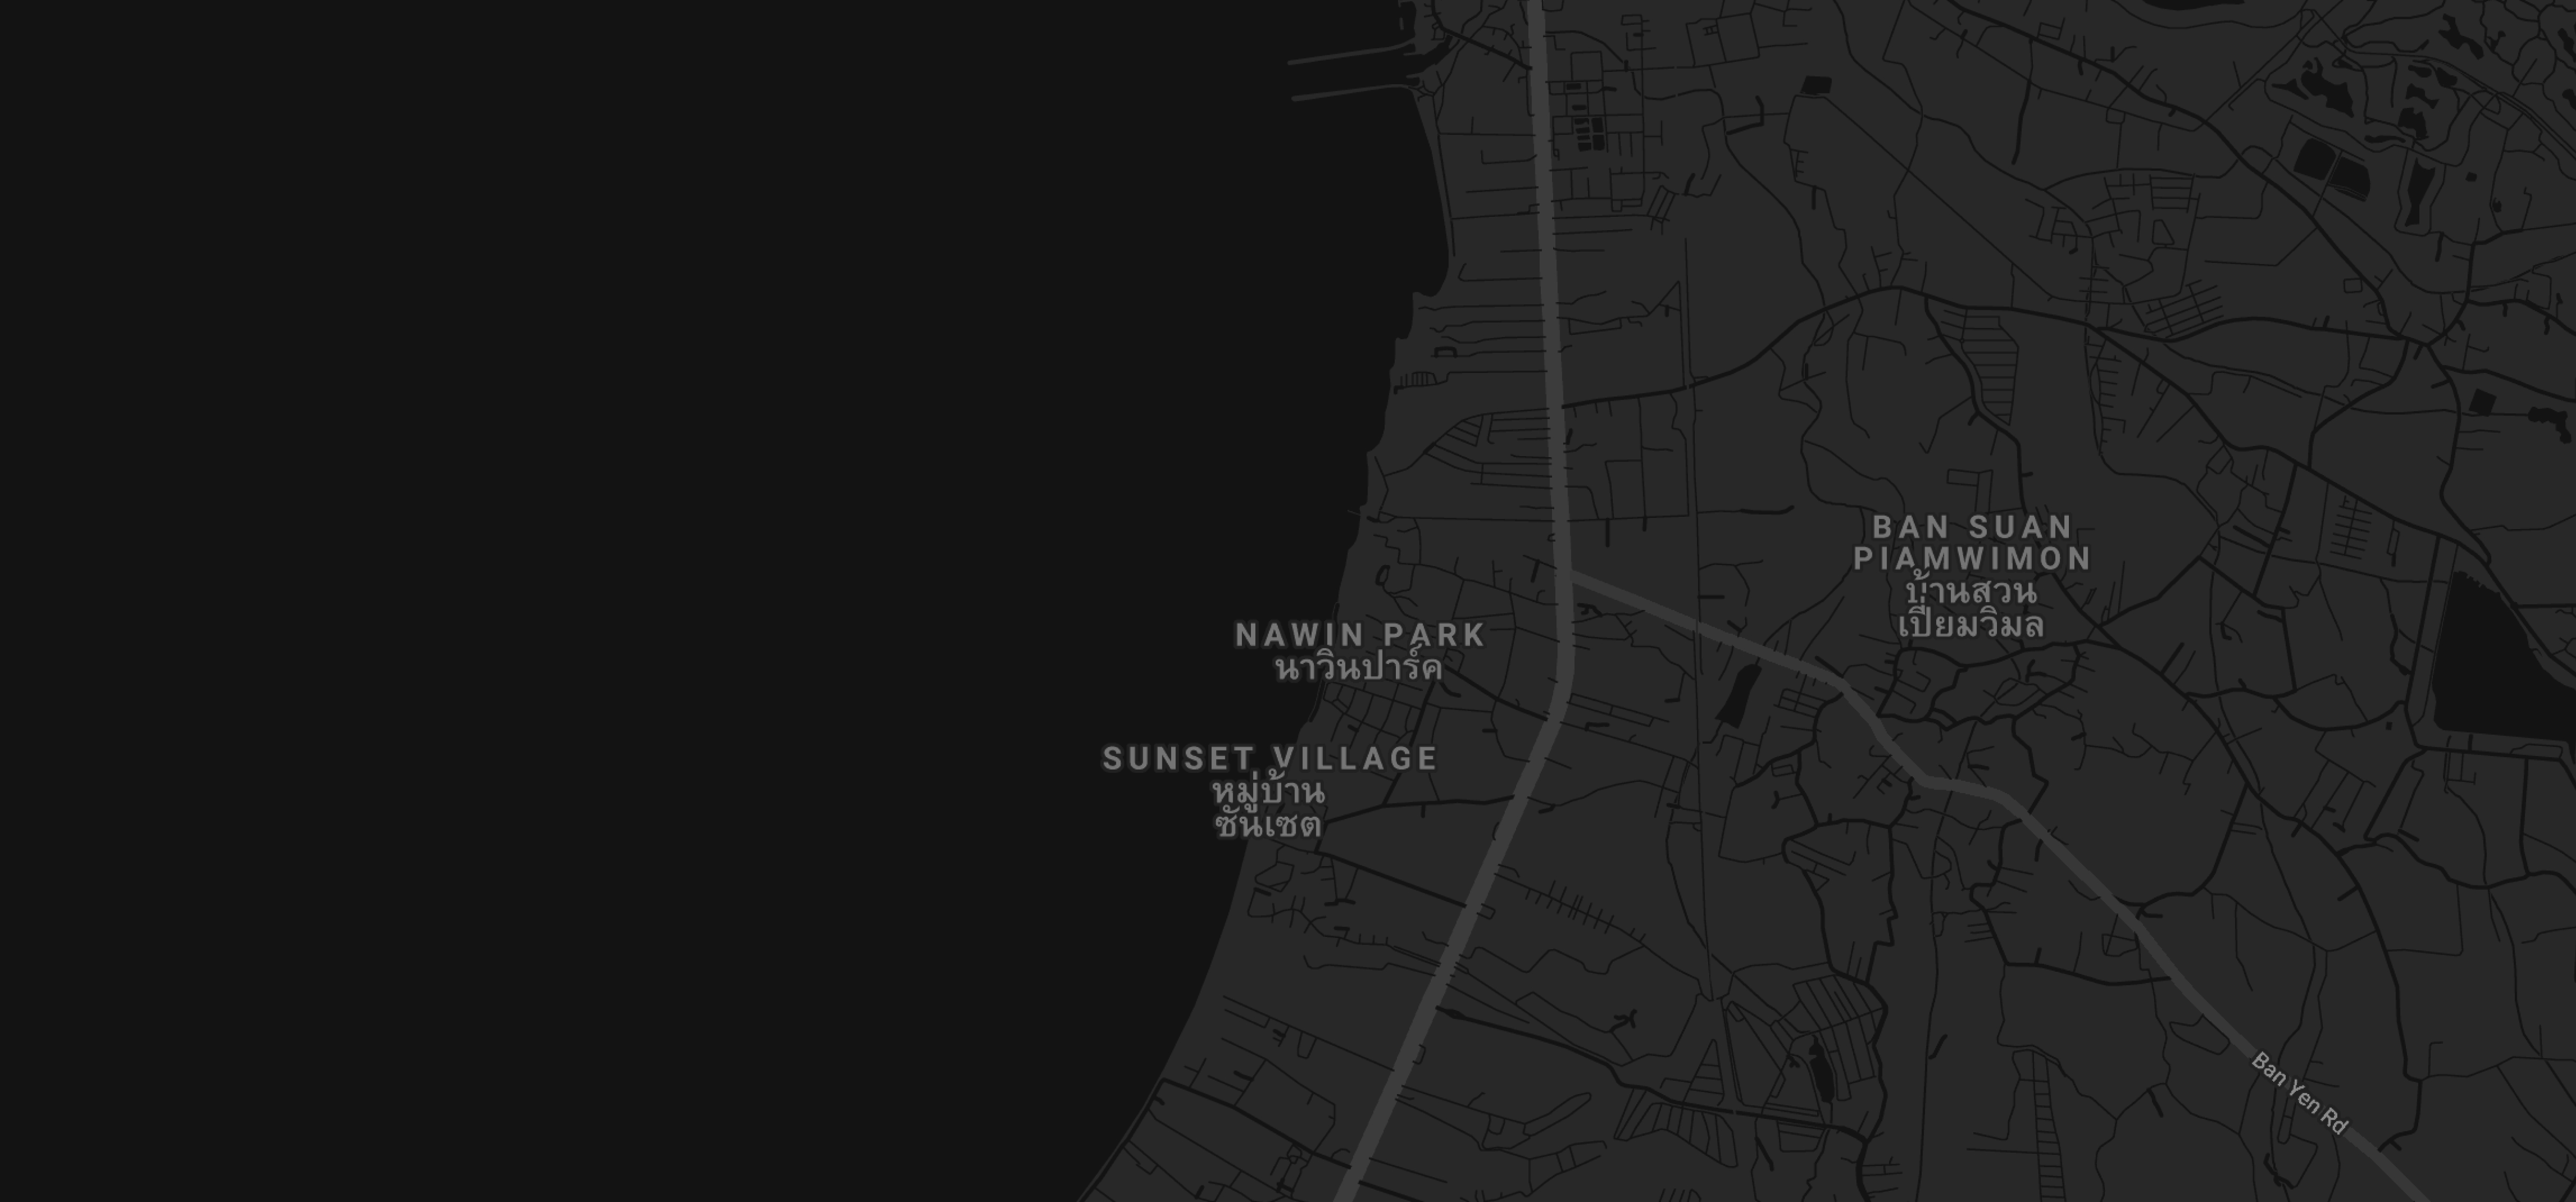 BAN SUAN
PIAMWIMON
บ้านสวน
เปี่ยมวิมล
NAWIN PARK
นาวินปาร์ค
SUNSET VILLAGE
หมู่บ้าน
ซันเซต
Ban Yen Rd